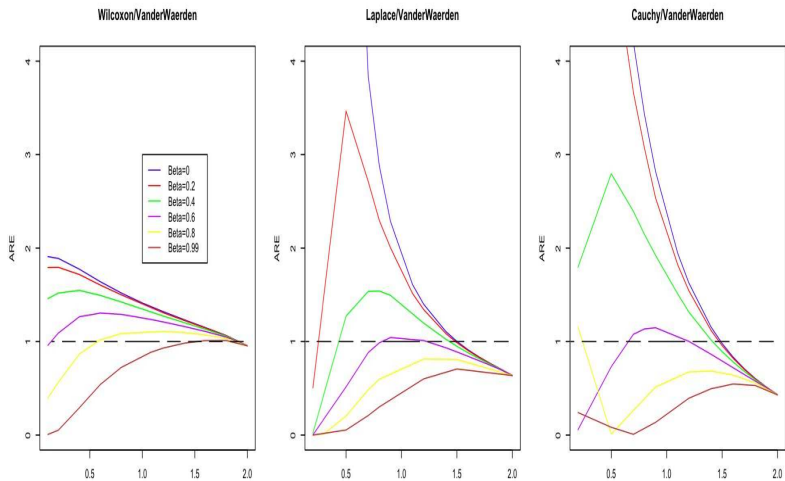 Wilcoxon/VanderWaerden
Laplace/VanderWaerden
Cauchy/VanderWaerden
ARE
4
3
2
1
0
0.5
1.0
1.5
2.0
Beta=0
Beta=0.2
Beta=0.4
Beta=0.6
Beta=0.8
Beta=0.99
ARE
4
3
2
1
0
0.5
1.0
1.5
2.0
ARE
4
3
2
1
0
0.5
1.0
1.5
2.0